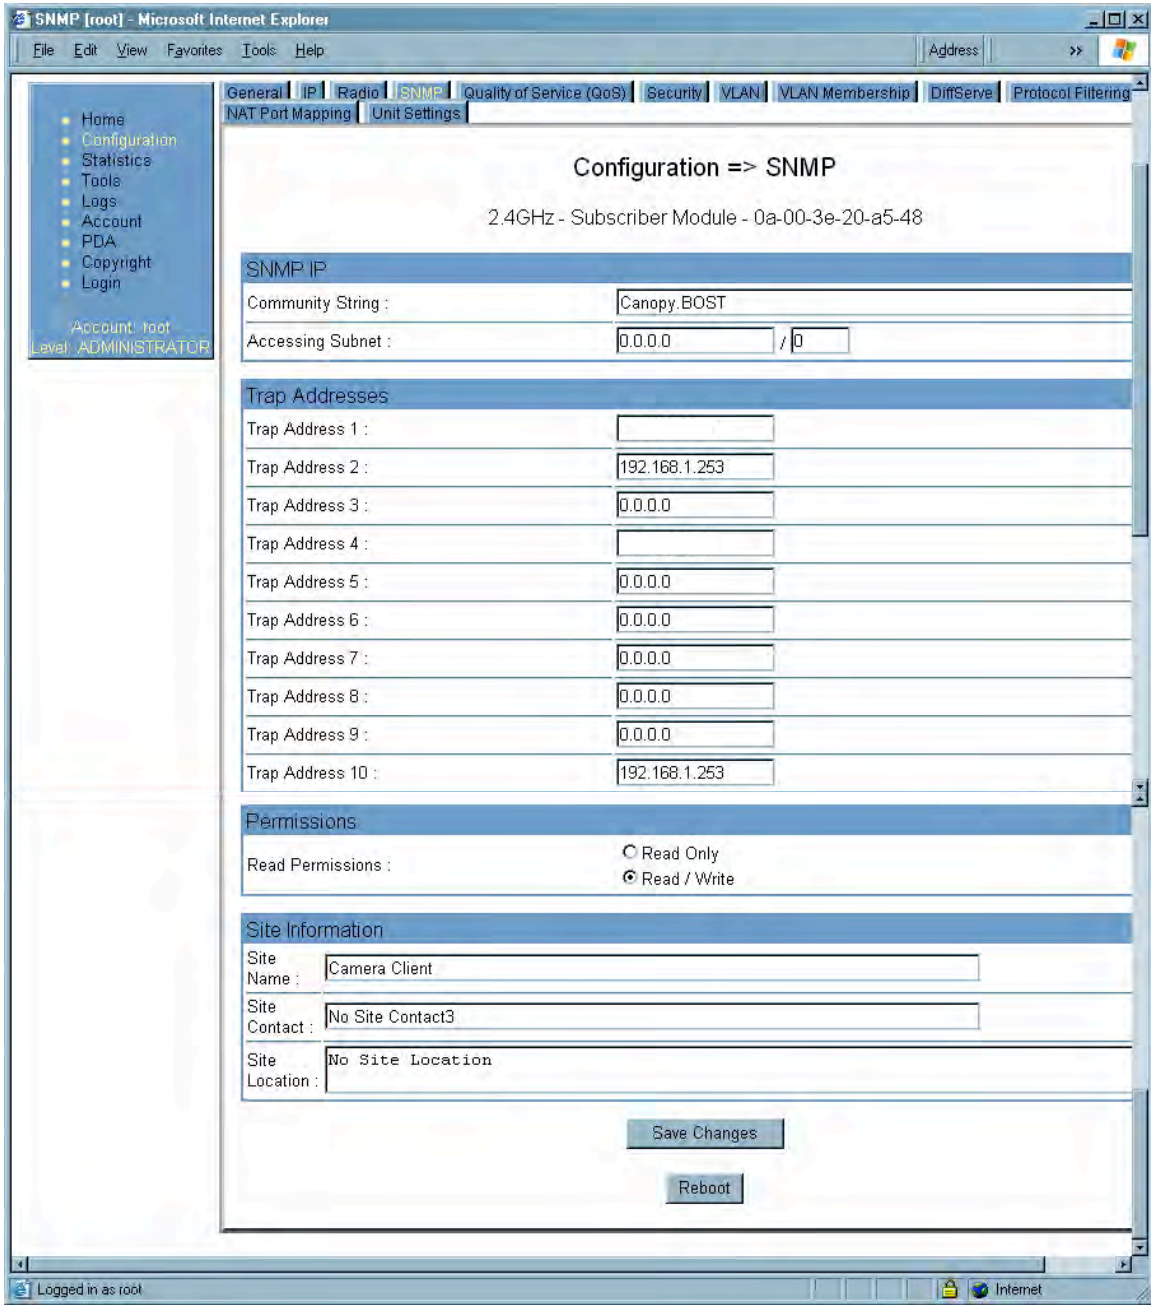 SNMP [root] - Microsoft Internet Explorer
File Edit View Favorites Tools Help Address »
General IP Radio SNMP Quality of Service (QoS) Security VLAN VLAN Membership DiffServe Protocol Filtering
NAT Port Mapping Unit Settings
Home
Configuration
Statistics
Tools
Logs
Account
PDA
Copyright
Login
Account: root
Level: ADMINISTRATOR
Configuration => SNMP
2.4GHz - Subscriber Module - 0a-00-3e-20-a5-48
SNMP IP
Community String : Canopy.BOST
Accessing Subnet : 0.0.0.0 / 0
Trap Addresses
Trap Address 1 :
Trap Address 2 : 192.168.1.253
Trap Address 3 : 0.0.0.0
Trap Address 4 :
Trap Address 5 : 0.0.0.0
Trap Address 6 : 0.0.0.0
Trap Address 7 : 0.0.0.0
Trap Address 8 : 0.0.0.0
Trap Address 9 : 0.0.0.0
Trap Address 10 : 192.168.1.253
Permissions
Read Permissions :
Read Only
Read / Write
Site Information
Site
Name : Camera Client
Site
Contact : No Site Contact3
Site
Location : No Site Location
Save Changes
Reboot
Logged in as root Internet